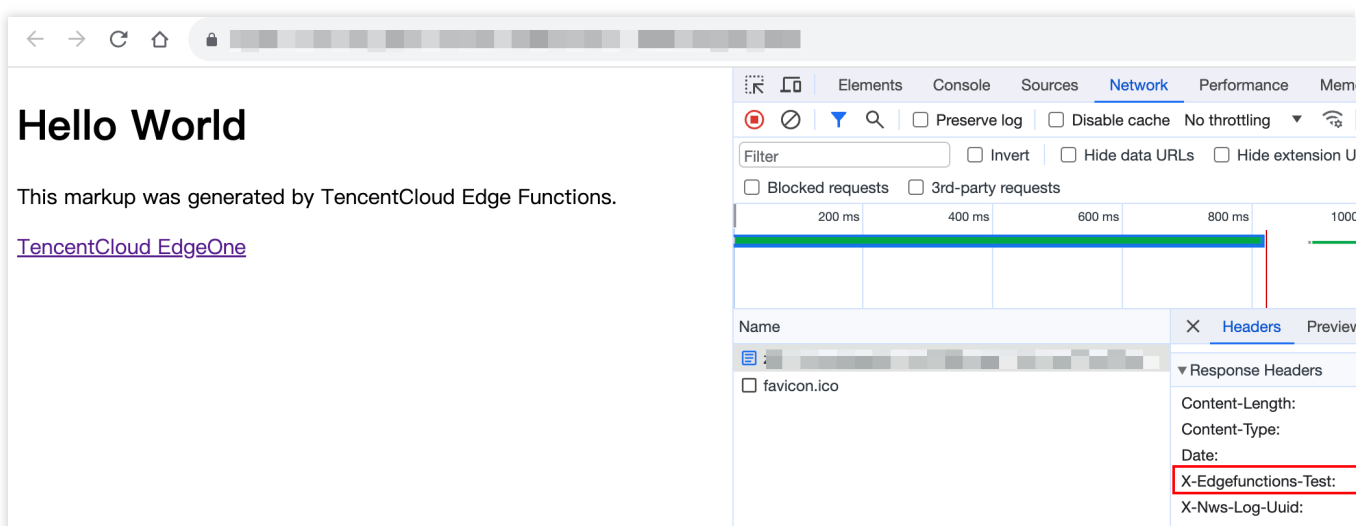 Hello World
This markup was generated by TencentCloud Edge Functions.
TencentCloud EdgeOne
Elements Console Sources Network Performance
Preserve log Disable cache No throttling
Filter Invert Hide data URLs Hide extension
Blocked requests 3rd-party requests
200 ms 400 ms 600 ms 800 ms
Name
favicon.ico
Headers Preview
Response Headers
Content-Length:
Content-Type:
Date:
X-Edgefunctions-Test:
X-Nws-Log-Uuid: